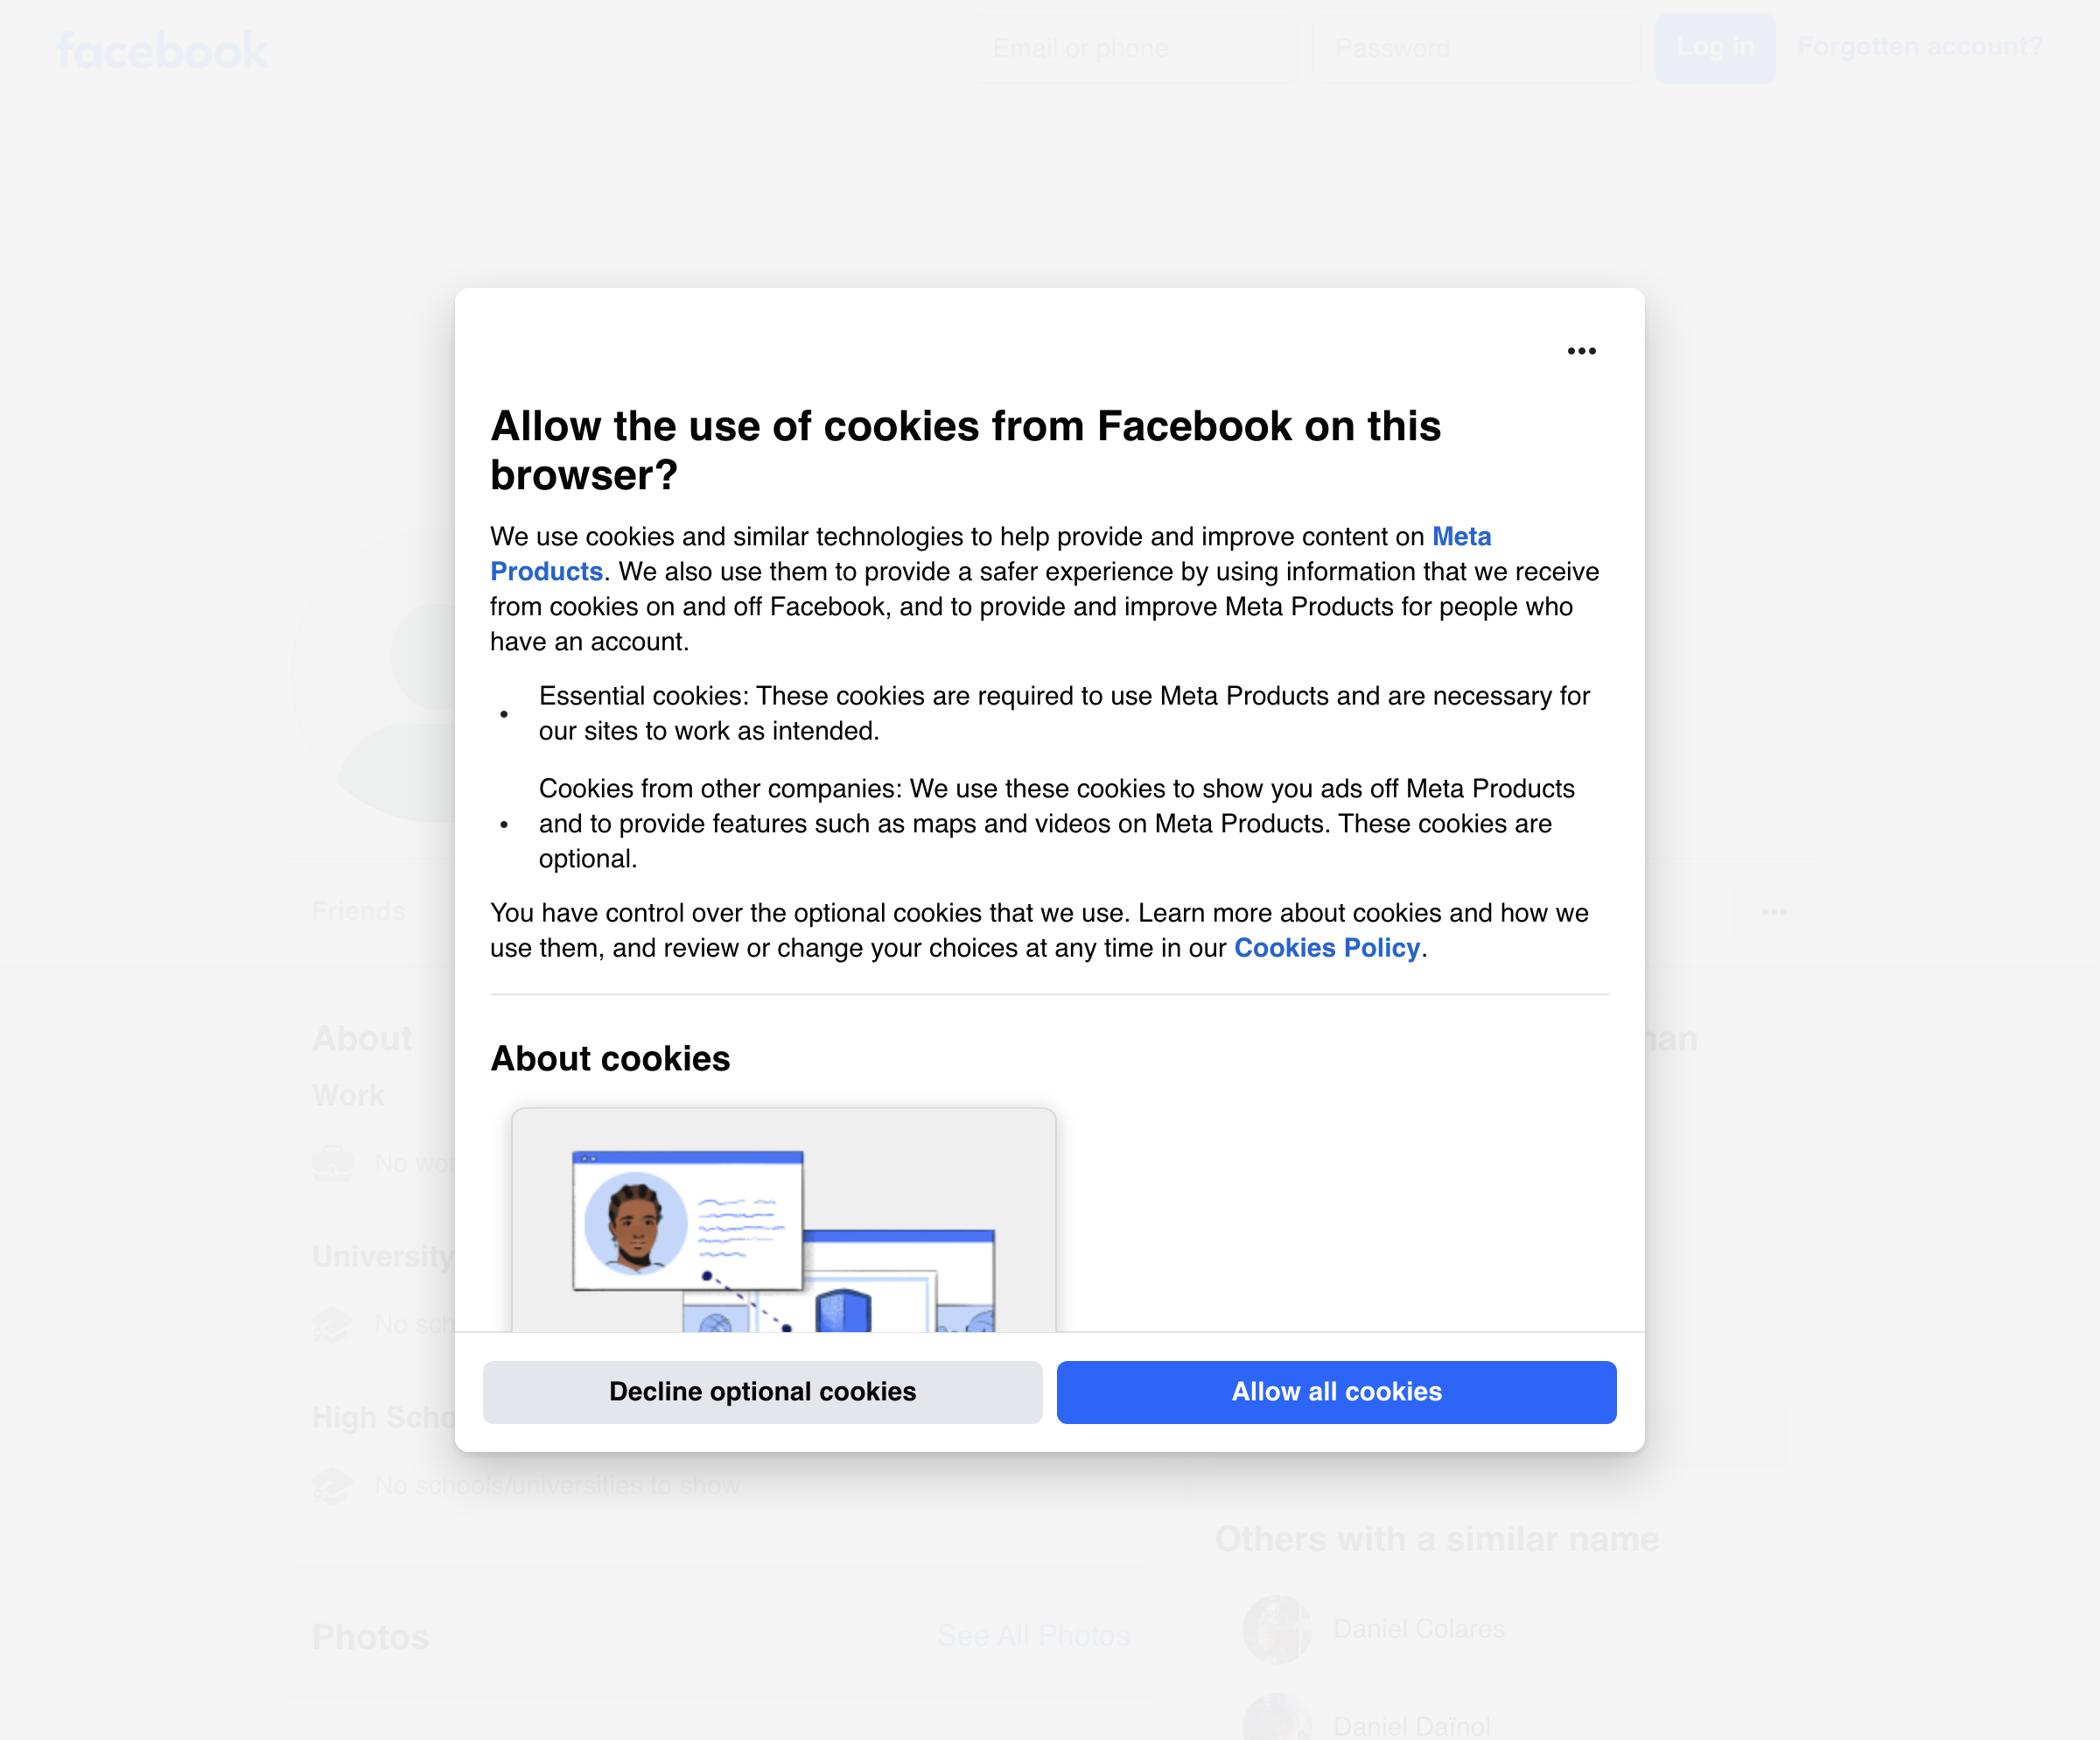 facebook
Email or phone
Password
Log in
Forgotten account?
Allow the use of cookies from Facebook on this
browser?
We use cookies and similar technologies to help provide and improve content on Meta
Products. We also use them to provide a safer experience by using information that we receive
from cookies on and off Facebook, and to provide and improve Meta Products for people who
have an account.
• Essential cookies: These cookies are required to use Meta Products and are necessary for
our sites to work as intended.
• Cookies from other companies: We use these cookies to show you ads off Meta Products
and to provide features such as maps and videos on Meta Products. These cookies are
optional.
You have control over the optional cookies that we use. Learn more about cookies and how we
use them, and review or change your choices at any time in our Cookies Policy.
About cookies
Decline optional cookies
Allow all cookies
Friends
About
Work
No
University
No
High
No schools/universities to show
Photos
See All Photos
Others with a similar name
Daniel Colares
Daniel Daïnol